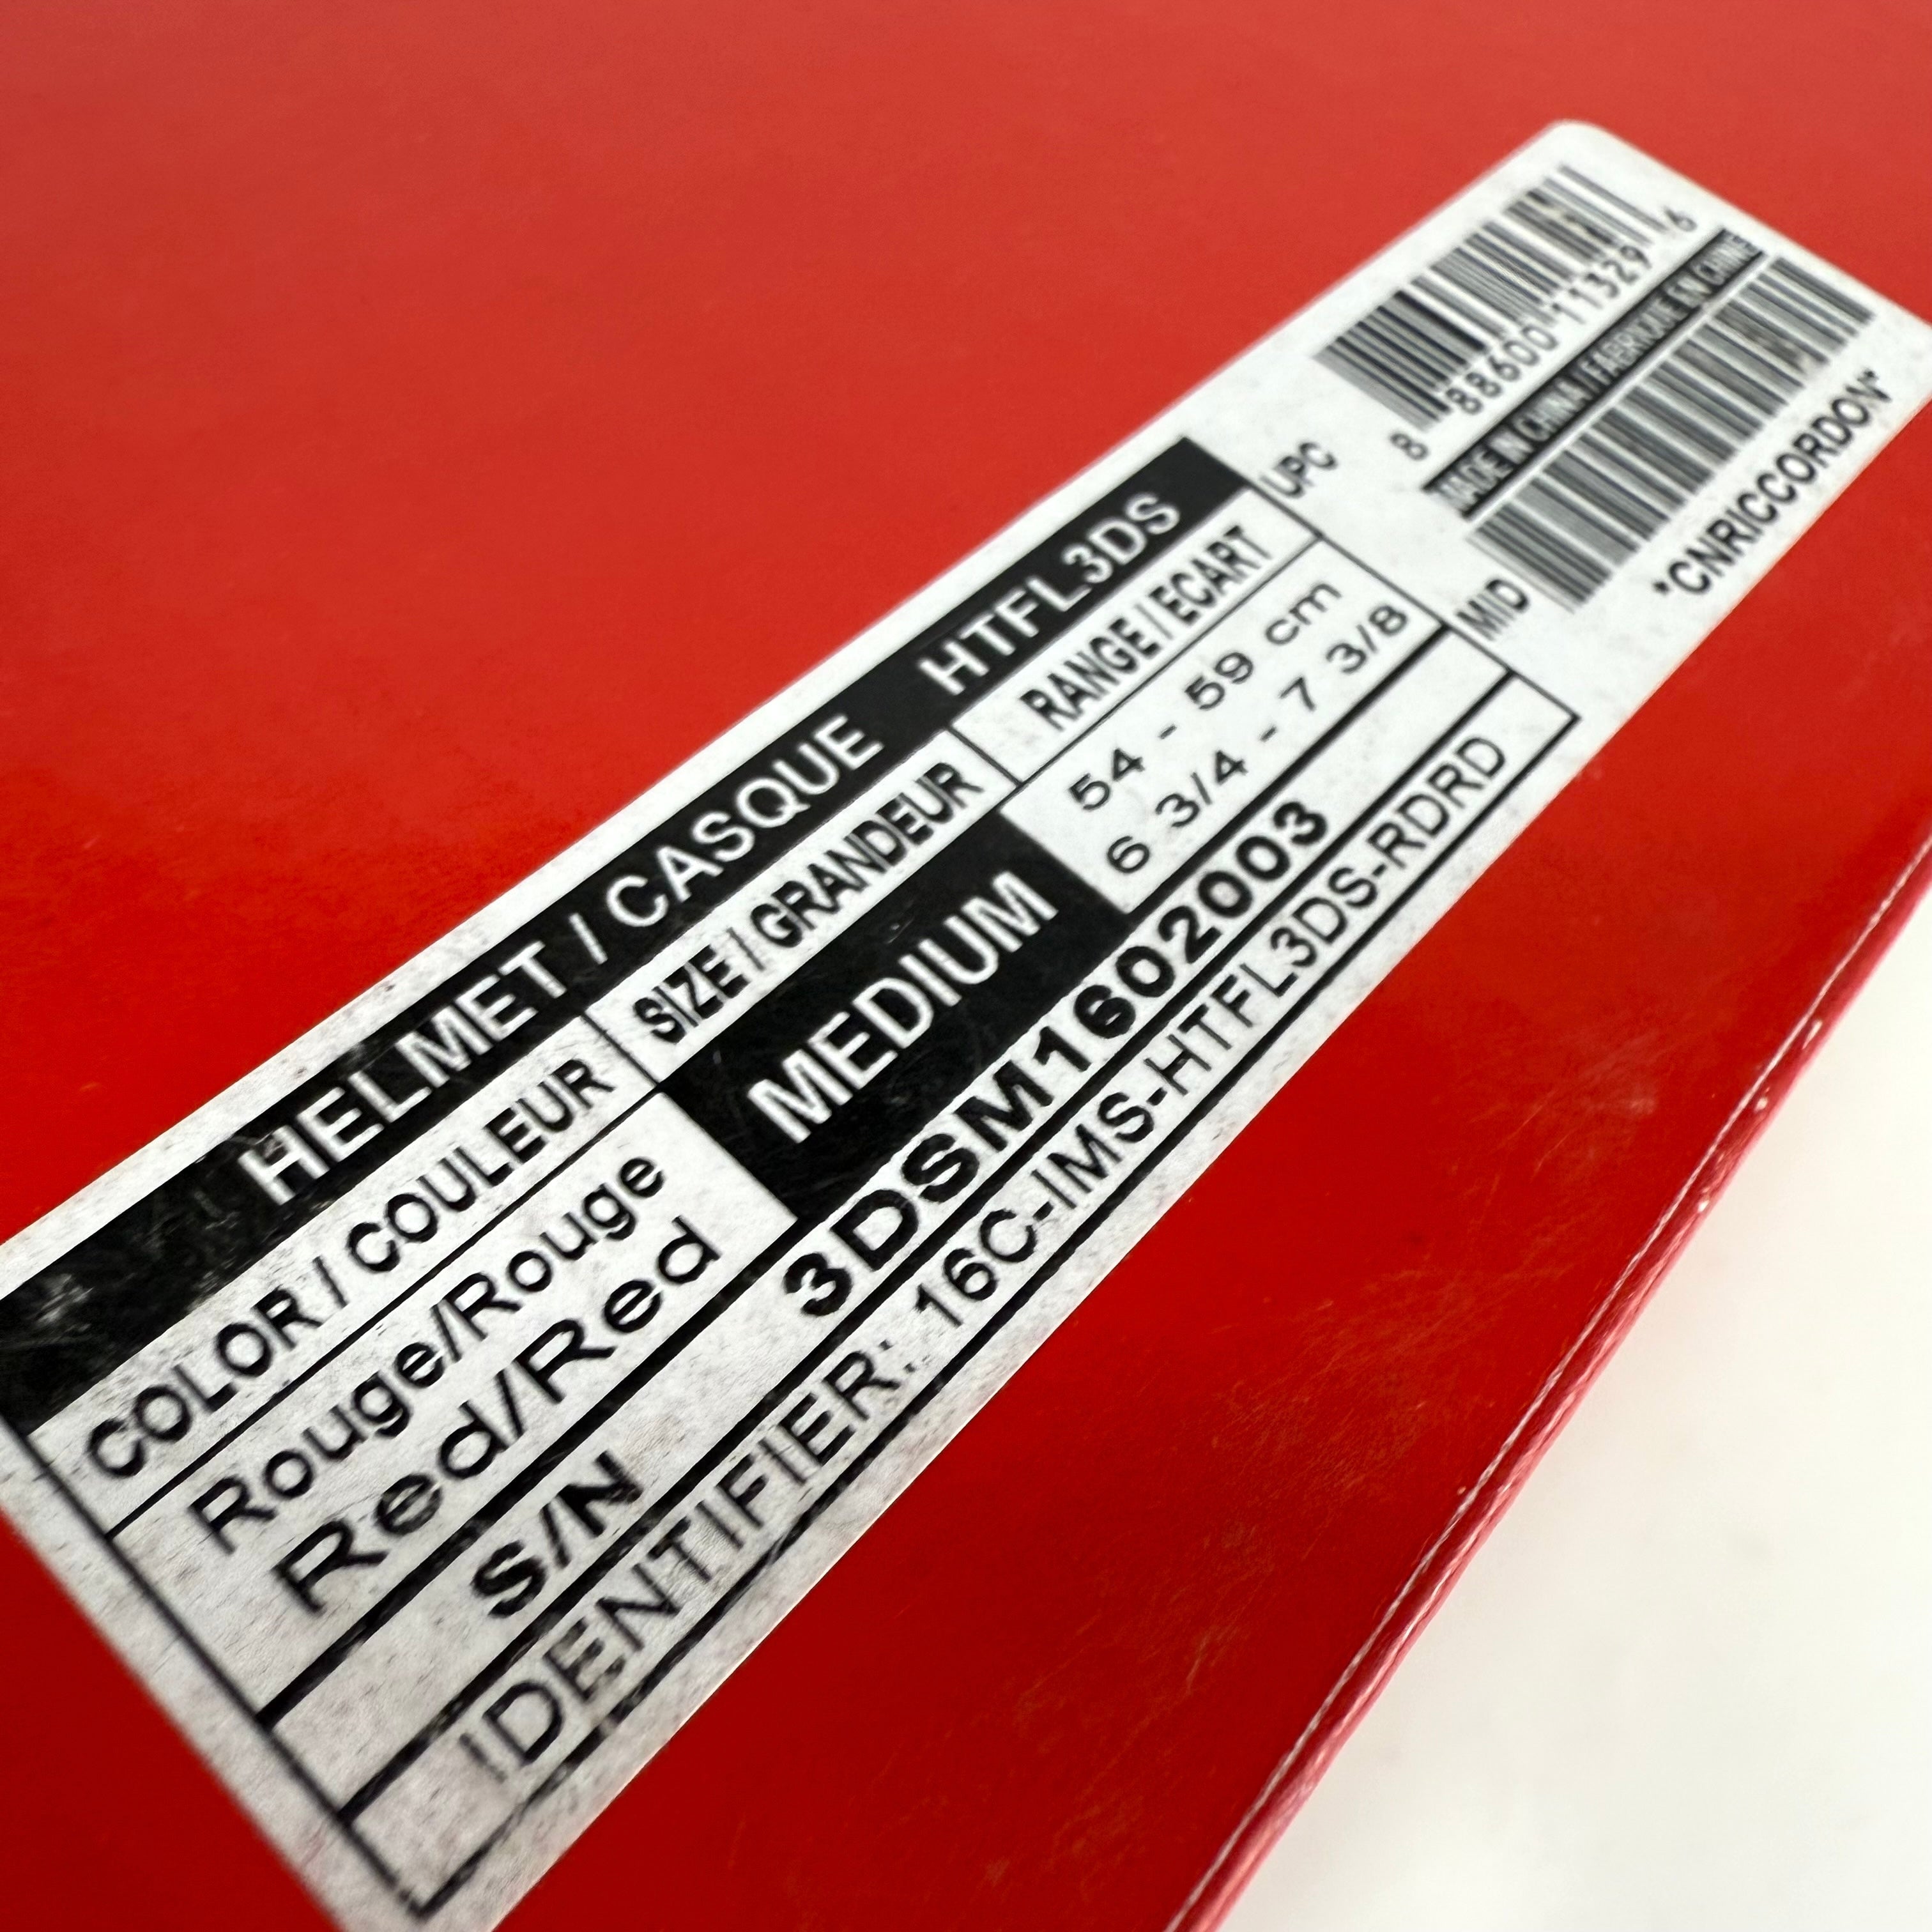 HELMET / CASQUE HTFL3DS
COLOR / COULEUR SIZE / GRANDEUR RANGE / ECART
Rouge/Rouge
Red/Red
MEDIUM
54 - 59 cm
6 3/4 - 7 3/8
S/N 3DSM1602003
IDENTIFIER: 16C-IMS-HTFL3DS-RDRD
UPC
8 88600 11329 6
MADE IN CHINA / FABRIQUE EN CHINE
MID
*CNRICCORDON*